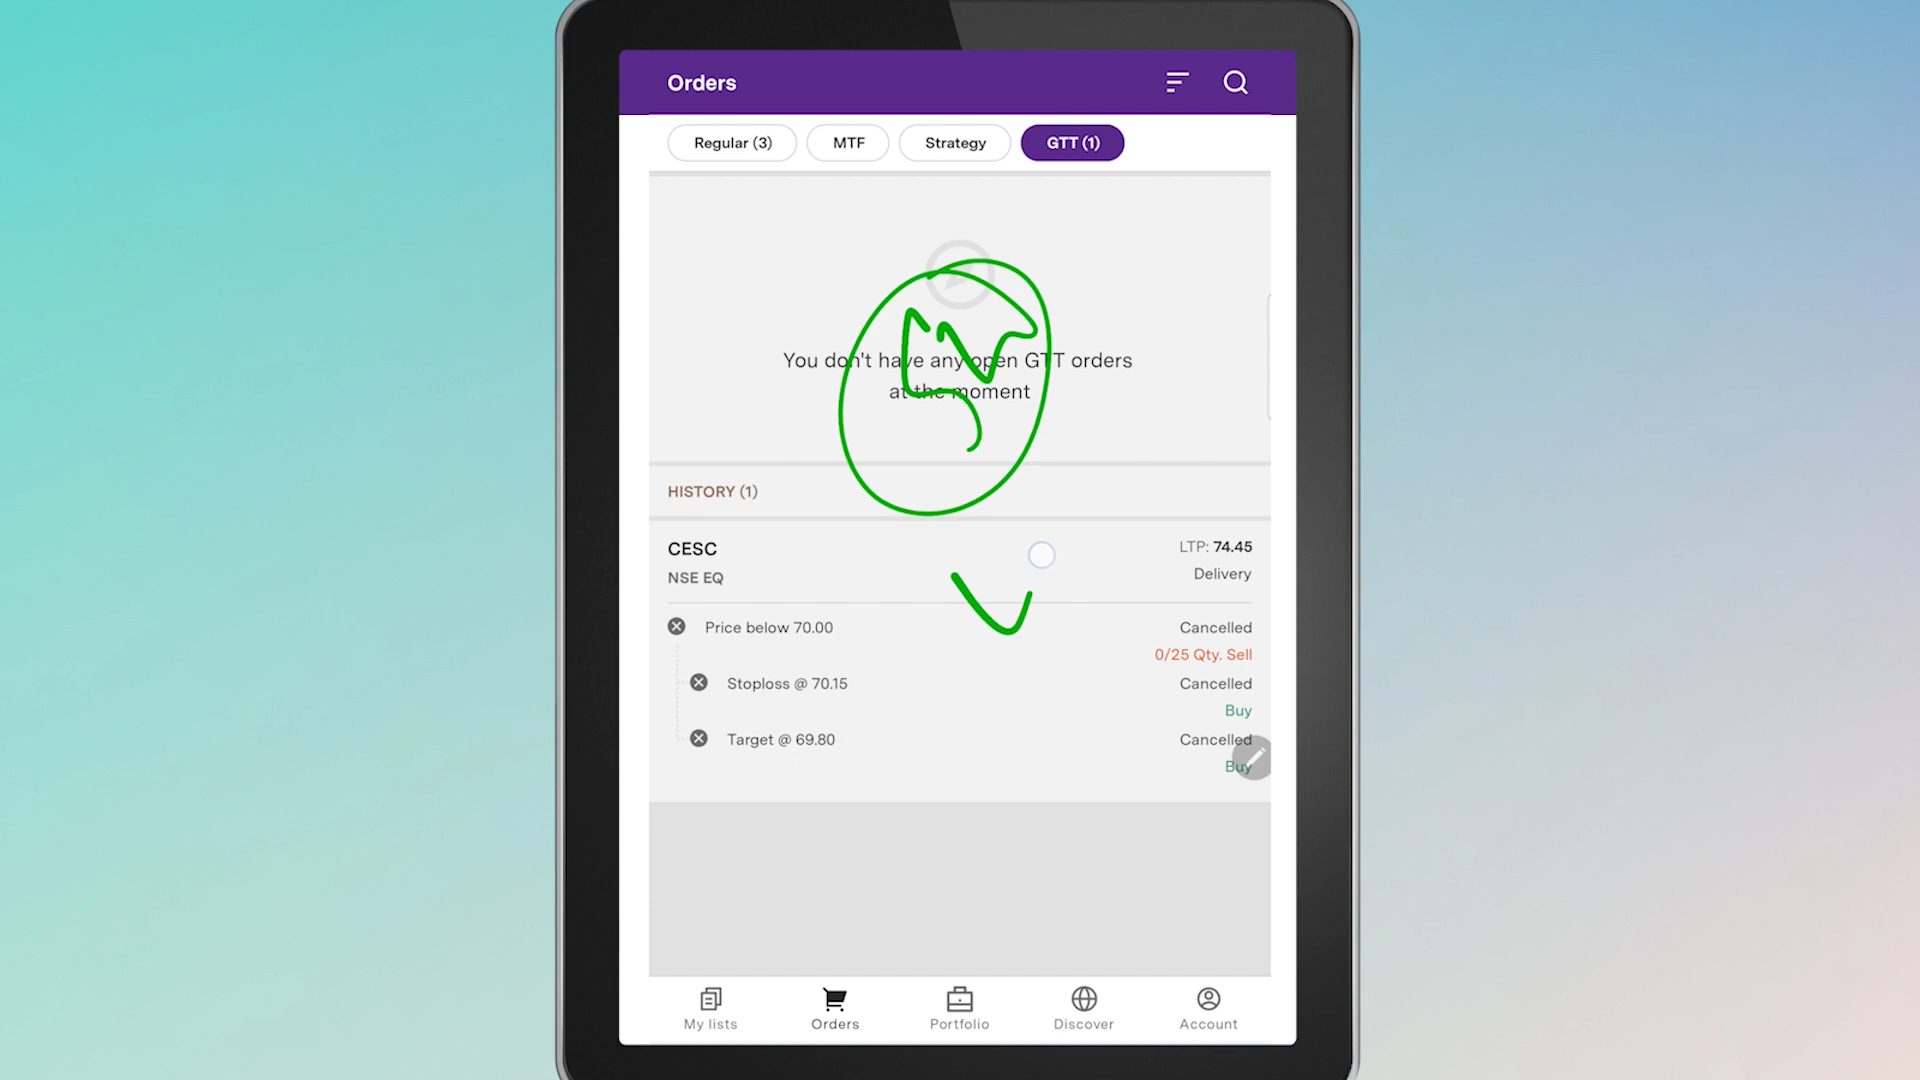 Orders
Regular (3) MTF Strategy GTT (1)
You don't have any open GTT orders
at the moment
HISTORY (1)
CESC LTP: 74.45
NSE EQ Delivery
Price below 70.00 Cancelled
0/25 Qty. Sell
Stoploss @ 70.15 Cancelled
Buy
Target @ 69.80 Cancelled
Buy
My lists Orders Portfolio Discover Account